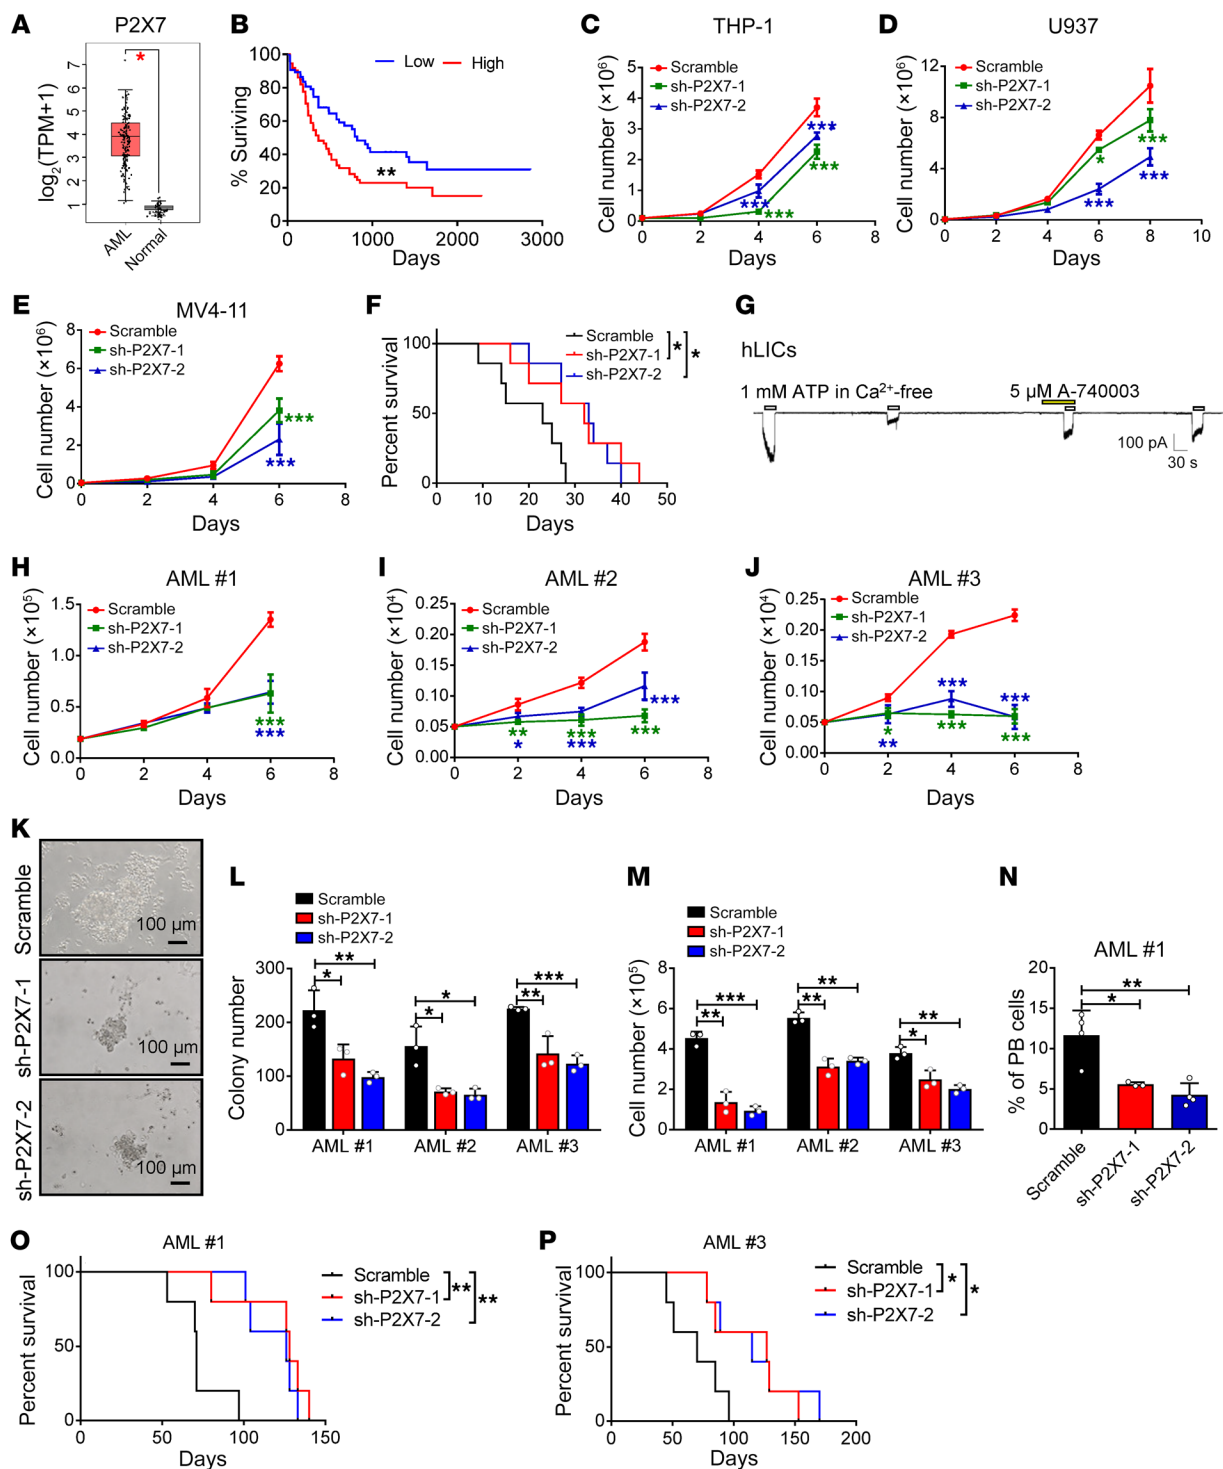 A
P2X7
log2(TPM+1)
7
6
5
4
3
2
1
*
AML
Normal
B
Low
High
% Suriving
100
80
60
40
20
0
**
0
1000
2000
3000
Days
C
THP-1
Scramble
sh-P2X7-1
sh-P2X7-2
Cell number (×10⁶)
5
4
3
2
1
0
***
***
***
***
0
2
4
6
8
Days
D
U937
Scramble
sh-P2X7-1
sh-P2X7-2
Cell number (×10⁶)
12
8
4
0
***
*
***
***
0
2
4
6
8
10
Days
E
MV4-11
Scramble
sh-P2X7-1
sh-P2X7-2
Cell number (×10⁶)
8
6
4
2
0
***
***
0
2
4
6
8
Days
F
Scramble
sh-P2X7-1
sh-P2X7-2
*
*
Percent survival
100
50
0
0
10
20
30
40
50
Days
G
hLICs
1 mM ATP in Ca²⁺-free
5 µM A-740003
100 pA
30 s
H
AML #1
Scramble
sh-P2X7-1
sh-P2X7-2
Cell number (×10⁵)
1.5
1.0
0.5
0.0
***
***
0
2
4
6
8
Days
I
AML #2
Scramble
sh-P2X7-1
sh-P2X7-2
Cell number (×10⁴)
0.25
0.20
0.15
0.10
0.05
0.00
***
**
***
***
*
***
0
2
4
6
8
Days
J
AML #3
Scramble
sh-P2X7-1
sh-P2X7-2
Cell number (×10⁴)
0.25
0.20
0.15
0.10
0.05
0.00
***
***
*
***
***
**
0
2
4
6
8
Days
K
Scramble
100 µm
sh-P2X7-1
100 µm
sh-P2X7-2
100 µm
L
Scramble
sh-P2X7-1
sh-P2X7-2
Colony number
300
200
100
0
**
*
*
*
***
**
AML #1
AML #2
AML #3
M
Scramble
sh-P2X7-1
sh-P2X7-2
Cell number (×10⁵)
8
6
4
2
0
***
**
**
**
**
*
AML #1
AML #2
AML #3
N
AML #1
% of PB cells
20
15
10
5
0
**
*
Scramble
sh-P2X7-1
sh-P2X7-2
O
AML #1
Scramble
sh-P2X7-1
sh-P2X7-2
**
**
Percent survival
100
50
0
0
50
100
150
Days
P
AML #3
Scramble
sh-P2X7-1
sh-P2X7-2
*
*
Percent survival
100
50
0
0
50
100
150
200
Days